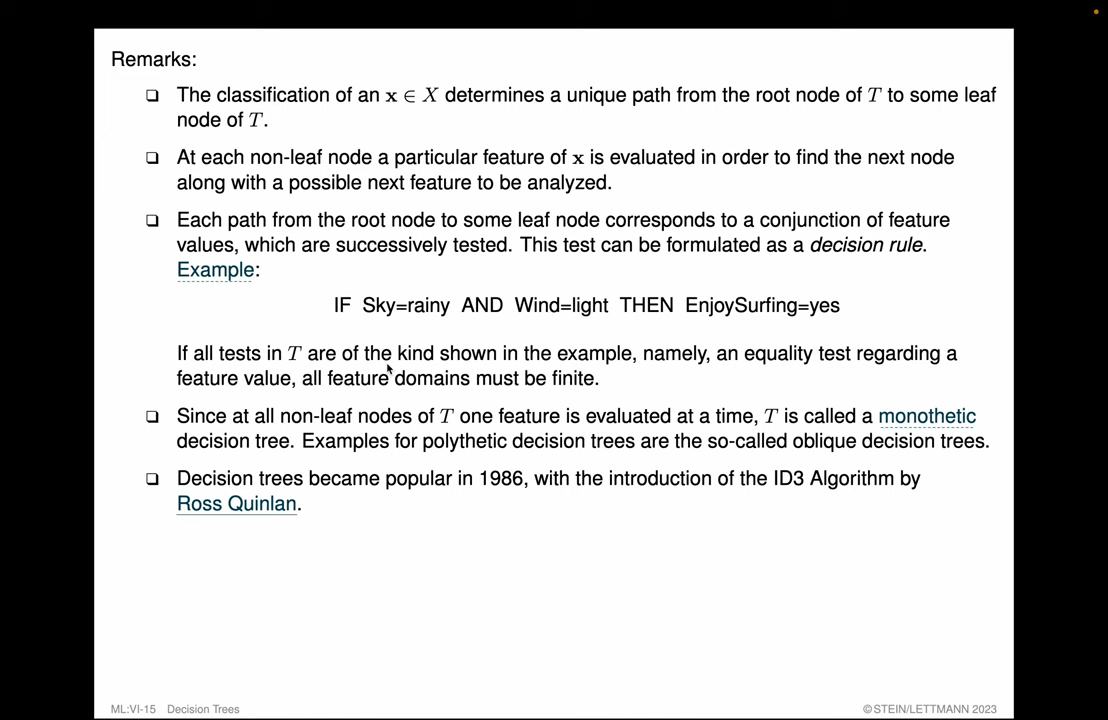 Remarks:
❑ The classification of an x ∈ X determines a unique path from the root node of T to some leaf
node of T.
❑ At each non-leaf node a particular feature of x is evaluated in order to find the next node
along with a possible next feature to be analyzed.
❑ Each path from the root node to some leaf node corresponds to a conjunction of feature
values, which are successively tested. This test can be formulated as a decision rule.
Example:
IF Sky=rainy AND Wind=light THEN EnjoySurfing=yes
If all tests in T are of the kind shown in the example, namely, an equality test regarding a
feature value, all feature domains must be finite.
❑ Since at all non-leaf nodes of T one feature is evaluated at a time, T is called a monothetic
decision tree. Examples for polythetic decision trees are the so-called oblique decision trees.
❑ Decision trees became popular in 1986, with the introduction of the ID3 Algorithm by
Ross Quinlan.
ML:VI-15 Decision Trees ©STEIN/LETTMANN 2023